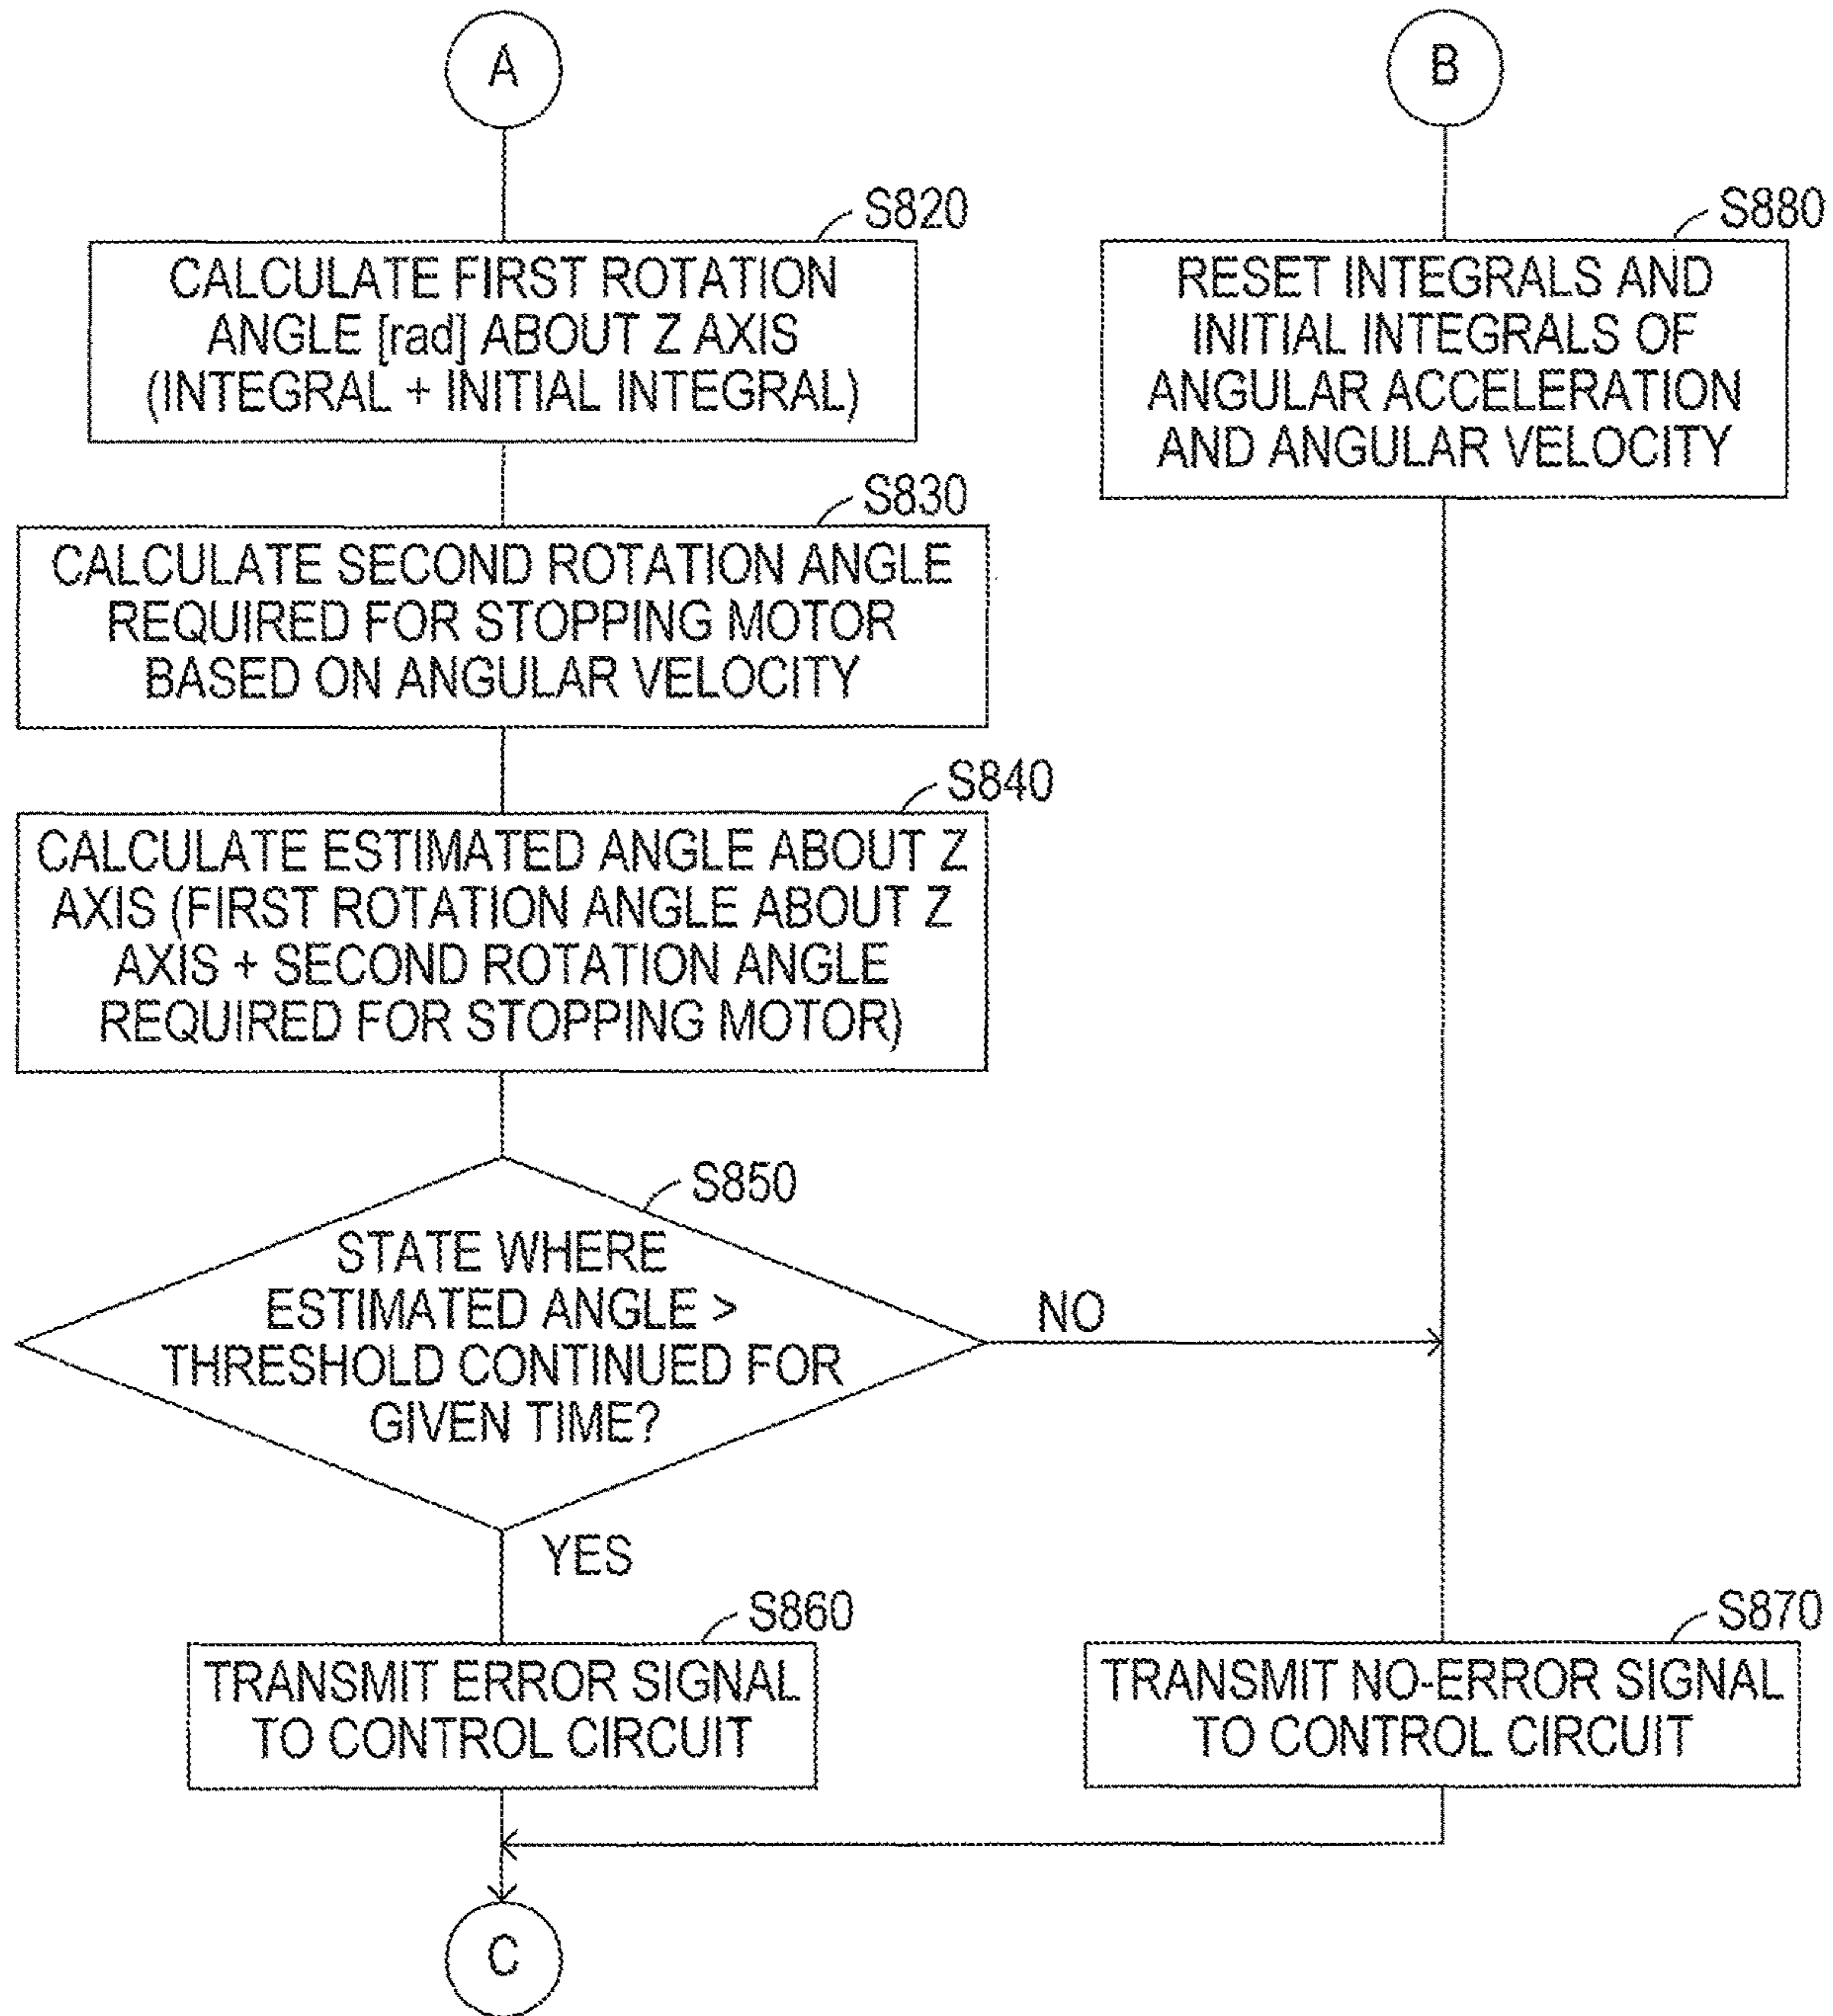 A
S820
CALCULATE FIRST ROTATION
ANGLE [rad] ABOUT Z AXIS
(INTEGRAL + INITIAL INTEGRAL)
S830
CALCULATE SECOND ROTATION ANGLE
REQUIRED FOR STOPPING MOTOR
BASED ON ANGULAR VELOCITY
S840
CALCULATE ESTIMATED ANGLE ABOUT Z
AXIS (FIRST ROTATION ANGLE ABOUT Z
AXIS + SECOND ROTATION ANGLE
REQUIRED FOR STOPPING MOTOR)
S850
STATE WHERE
ESTIMATED ANGLE >
THRESHOLD CONTINUED FOR
GIVEN TIME?
NO
YES
S860
TRANSMIT ERROR SIGNAL
TO CONTROL CIRCUIT
B
S880
RESET INTEGRALS AND
INITIAL INTEGRALS OF
ANGULAR ACCELERATION
AND ANGULAR VELOCITY
S870
TRANSMIT NO-ERROR SIGNAL
TO CONTROL CIRCUIT
C